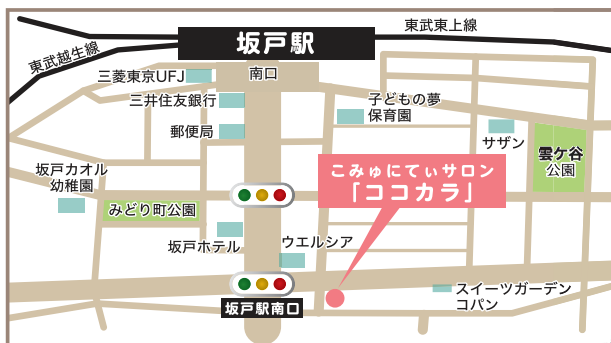 坂戸駅
東武東上線
東武越生線
三菱東京UFJ
南口
三井住友銀行
子どもの夢
保育園
郵便局
サザン
雲ケ谷
公園
こみゅにてぃサロン
「ココカラ」
坂戸カオル
幼稚園
みどり町公園
坂戸ホテル
ウエルシア
坂戸駅南口
スイーツガーデン
コパン